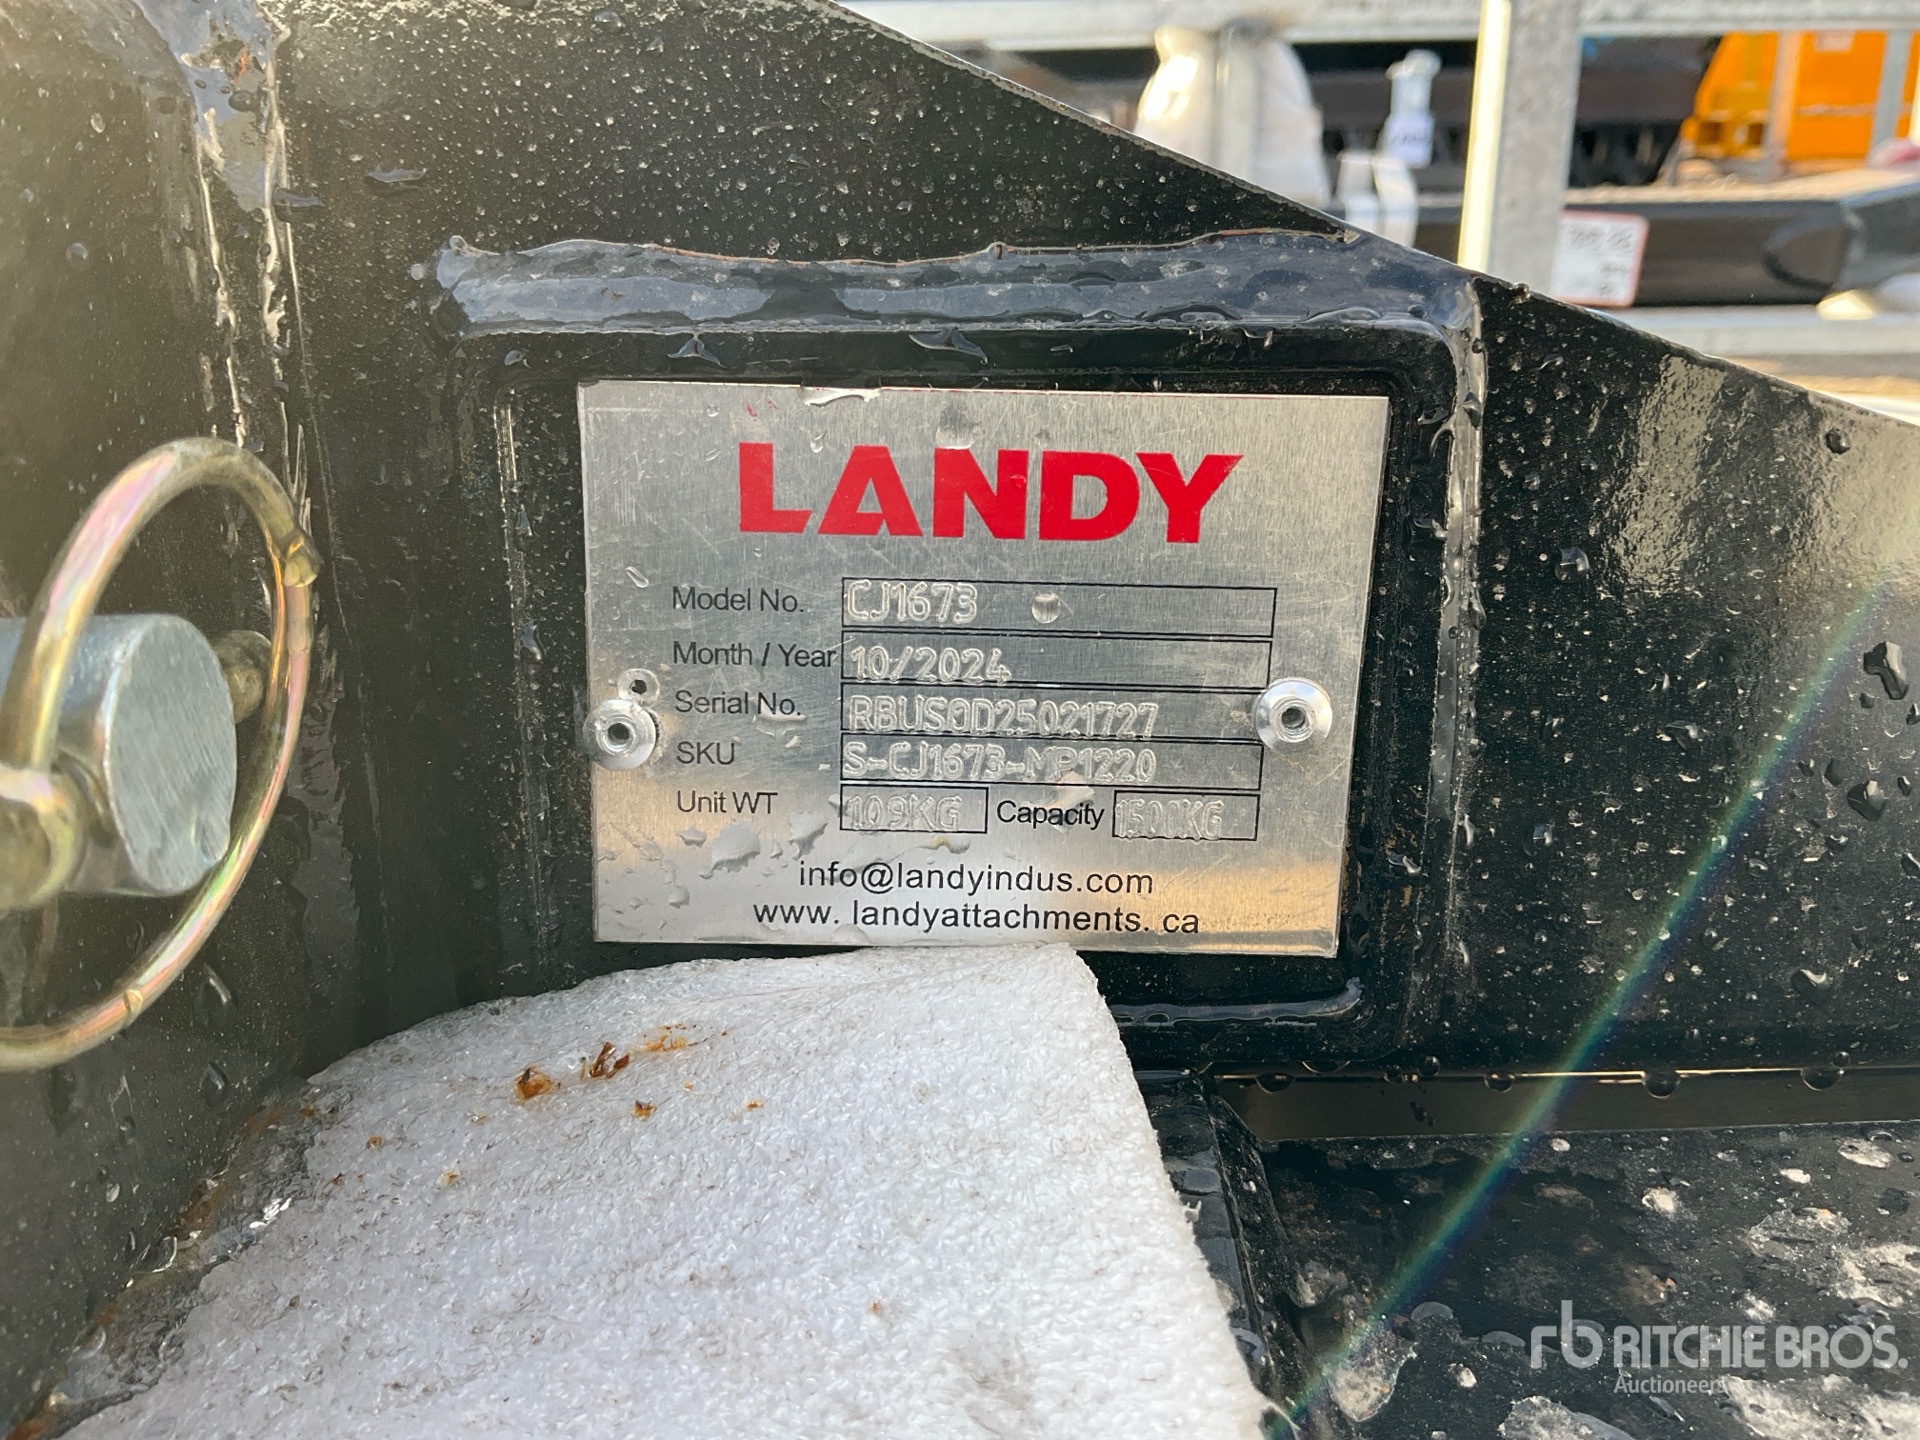 LANDY
Model No. CJ1673
Month / Year 10/2024
Serial No. RBUS0D25021727
SKU S-CJ1673-MP1220
Unit WT 109KG Capacity 1500KG
info@landyindus.com
www. landyattachments. ca
rb RITCHIE BROS.
Auctioneers